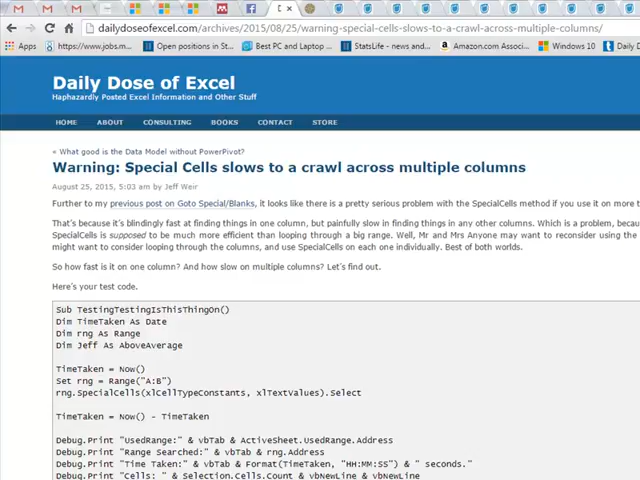 dailydoseofexcel.com/archives/2015/08/25/warning-special-cells-slows-to-a-crawl-across-multiple-columns/
Apps https://www.jobs.m... Open positions in St... Best PC and Laptop ... StatsLife - news and... Amazon.com Associ... Windows 10 Daily D
Daily Dose of Excel
Haphazardly Posted Excel Information and Other Stuff
HOME ABOUT CONSULTING BOOKS CONTACT STORE
« What good is the Data Model without PowerPivot?
Warning: Special Cells slows to a crawl across multiple columns
August 25, 2015, 5:03 am by Jeff Weir
Further to my previous post on Goto Special/Blanks, it looks like there is a pretty serious problem with the SpecialCells method if you use it on more t
That's because it's blindingly fast at finding things in one column, but painfully slow in finding things in any other columns. Which is a problem, becau
SpecialCells is supposed to be much more efficient than looping through a big range. Well, Mr and Mrs Anyone may want to reconsider using the
might want to consider looping through the columns, and use SpecialCells on each one individually. Best of both worlds.
So how fast is it on one column? And how slow on multiple columns? Let's find out.
Here's your test code.
Sub TestingTestingIsThisThingOn()
Dim TimeTaken As Date
Dim rng As Range
Dim Jeff As AboveAverage
TimeTaken = Now()
Set rng = Range("A:B")
rng.SpecialCells(xlCellTypeConstants, xlTextValues).Select
TimeTaken = Now() - TimeTaken
Debug.Print "UsedRange:" & vbTab & ActiveSheet.UsedRange.Address
Debug.Print "Range Searched:" & vbTab & rng.Address
Debug.Print "Time Taken:" & vbTab & Format(TimeTaken, "HH:MM:SS") & " seconds."
Debug.Print "Cells: " & Selection.Cells.Count & vbNewLine & vbNewLine